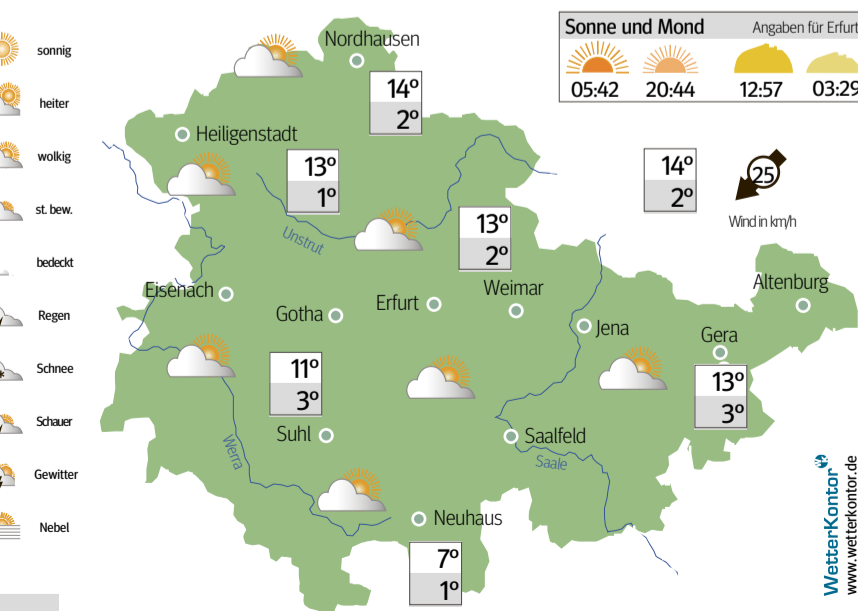 Sonne und Mond
Angaben für Erfurt
05:42 20:44 12:57 03:29
sonnig
heiter
wolkig
st. bew.
bedeckt
Regen
Schnee
Schauer
Gewitter
Nebel
Nordhausen
14°
2°
Heiligenstadt
13°
1°
14°
2°
25
Wind in km/h
Unstrut
13°
2°
Eisenach
Gotha
Erfurt
Weimar
Jena
Altenburg
Gera
13°
3°
11°
3°
Suhl
Werra
Saalfeld
Saale
Neuhaus
7°
1°
WetterKontor
www.wetterkontor.de